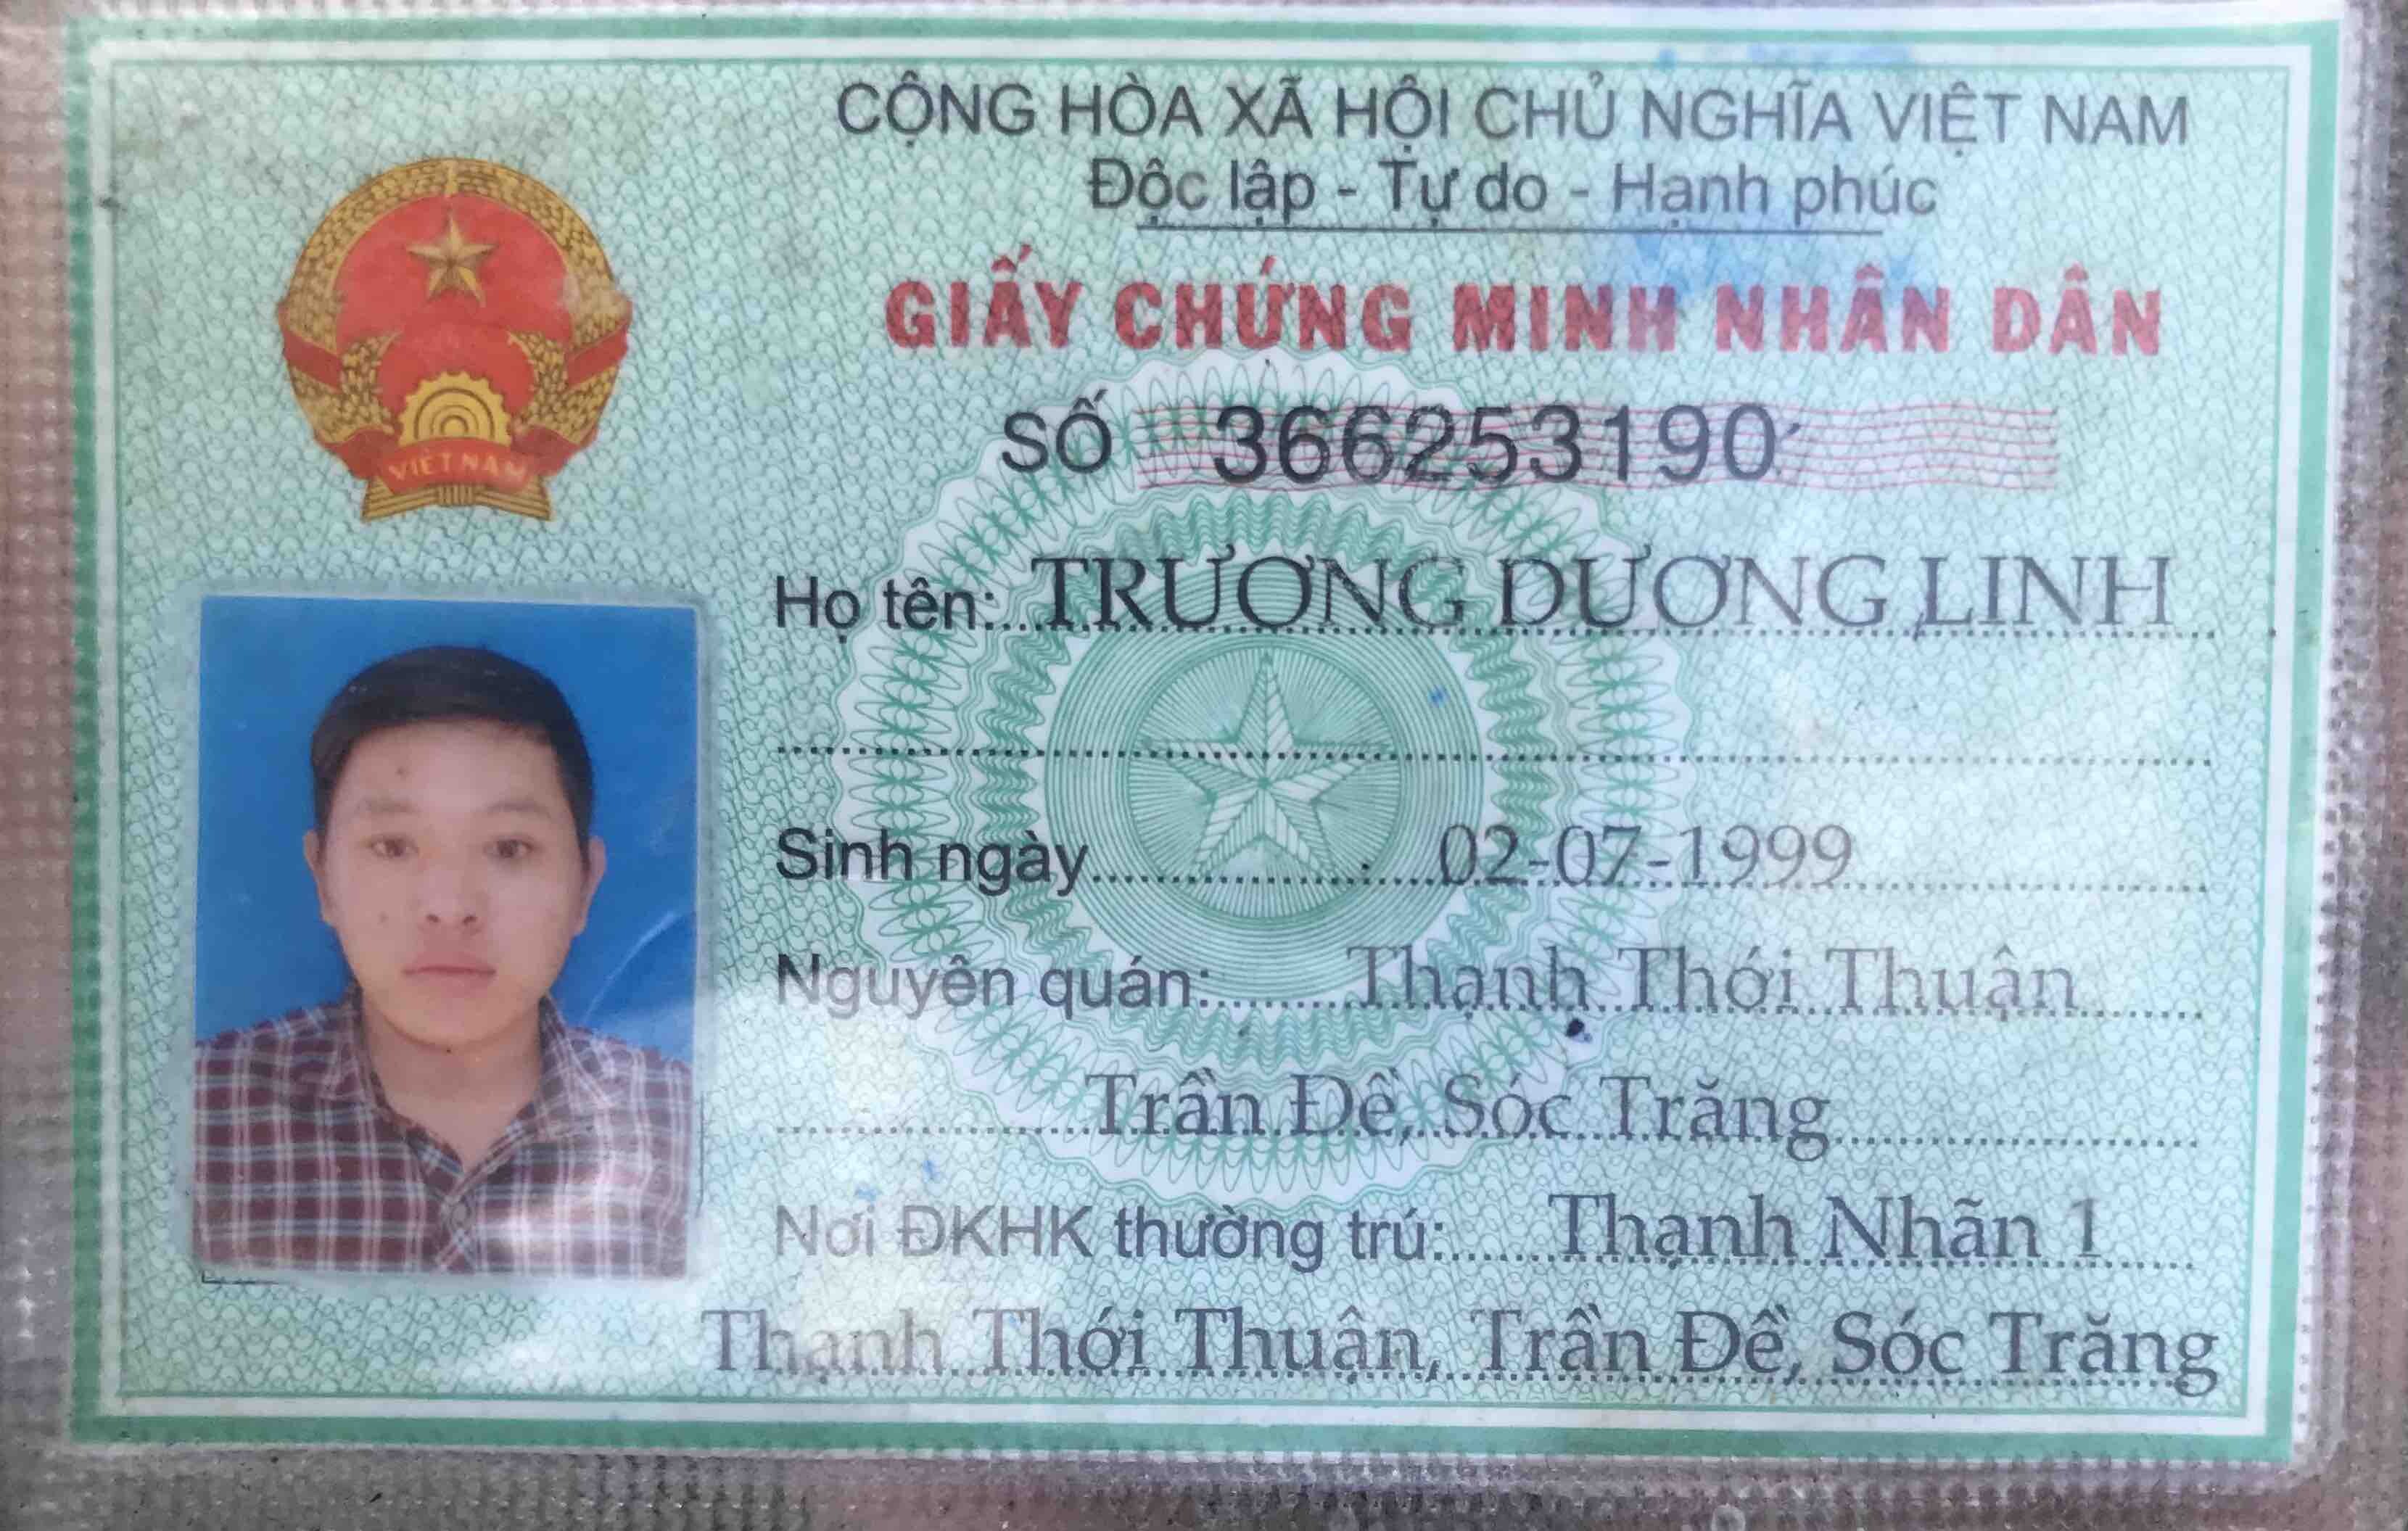 CỘNG HÒA XÃ HỘI CHỦ NGHĨA VIỆT NAM
Độc lập - Tự do - Hạnh phúc
GIẤY CHỨNG MINH NHÂN DÂN
SỐ 366253190
Họ tên: TRƯƠNG DƯƠNG LINH
Sinh ngày 02-07-1999
Nguyên quán: Thạnh Thới Thuận
Trần Đề, Sóc Trăng
Nơi ĐKHK thường trú: Thạnh Nhãn 1
Thạnh Thới Thuận, Trần Đề, Sóc Trăng
VIỆT NAM